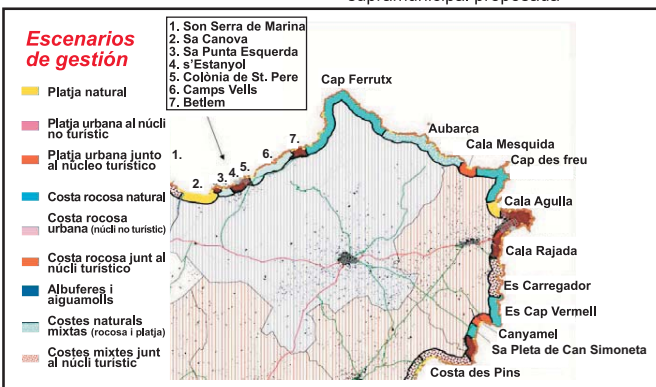 supramunicipal proposada
Escenarios
de gestión
Platja natural
Platja urbana al núcli
no turístic
Platja urbana junto
al núcleo turístico
Costa rocosa natural
Costa rocosa
urbana (núcli no turístic)
Costa rocosa junt al
núcli turístic
Albuferes i
aiguamolls
Costes naturals
mixtas (rocosa i platja)
Costes mixtes junt
al núcli turístic
1. Son Serra de Marina
2. Sa Canova
3. Sa Punta Esquerda
4. s'Estanyol
5. Colònia de St. Pere
6. Camps Vells
7. Betlem
1.
2.
3.
4.
5.
6.
7.
Cap Ferrutx
Aubarca
Cala Mesquida
Cap des freu
Cala Agulla
Cala Rajada
Es Carregador
Es Cap Vermell
Canyamel
Sa Pleta de Can Simoneta
Costa des Pins